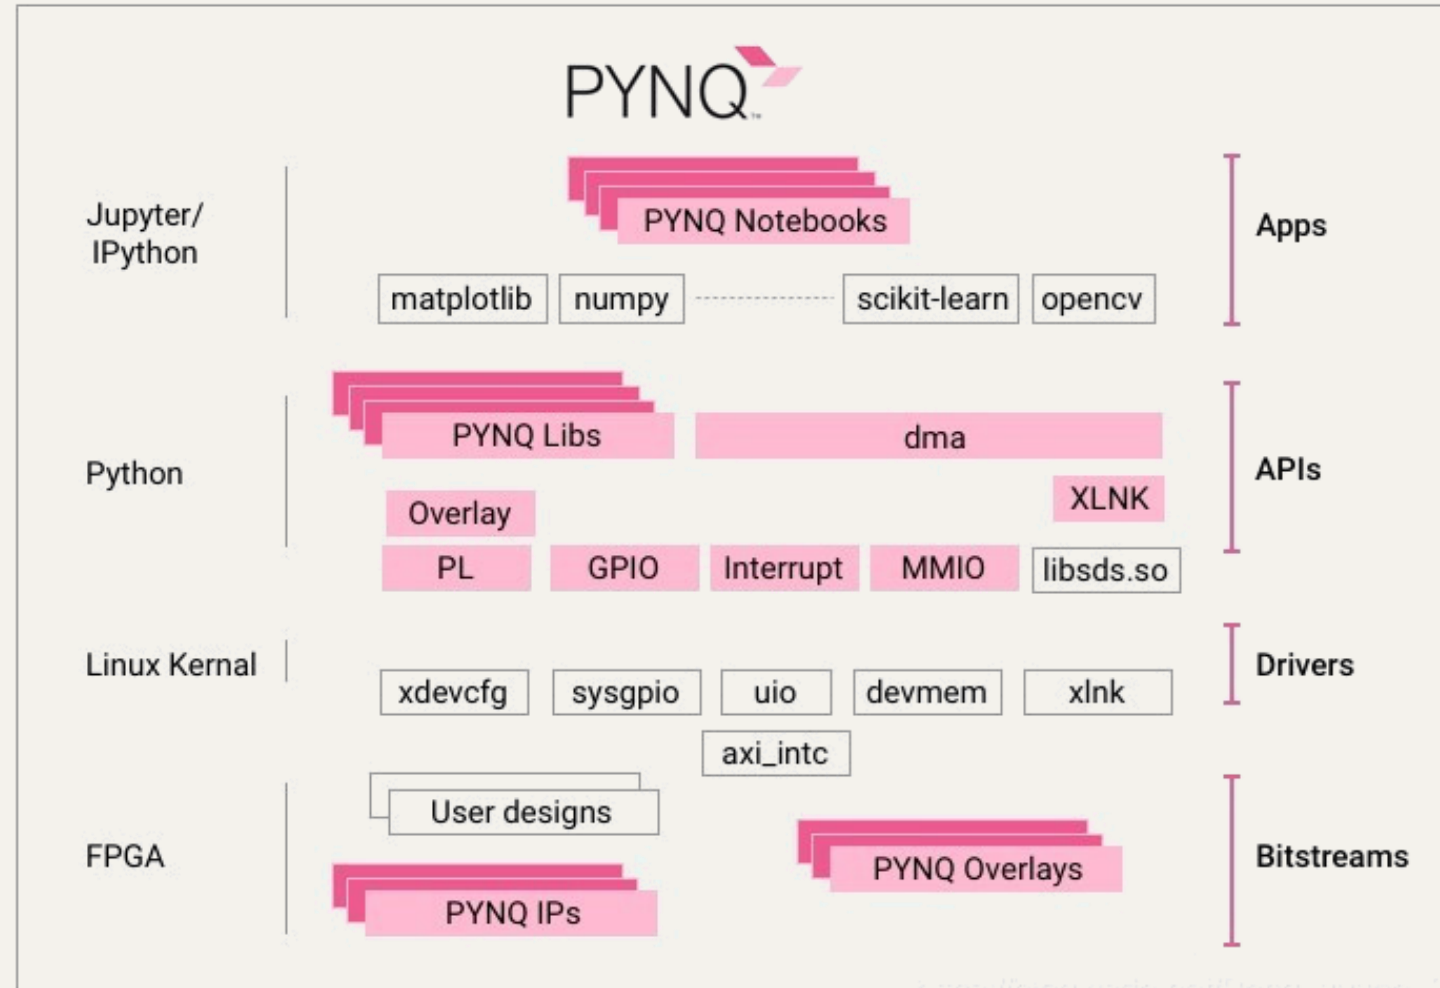 PYNQ™
Jupyter/
IPython
PYNQ Notebooks
Apps
matplotlib
numpy
scikit-learn
opencv
Python
PYNQ Libs
dma
APIs
Overlay
XLNK
PL
GPIO
Interrupt
MMIO
libsds.so
Linux Kernal
Drivers
xdevcfg
sysgpio
uio
devmem
xlnk
axi_intc
FPGA
User designs
Bitstreams
PYNQ Overlays
PYNQ IPs